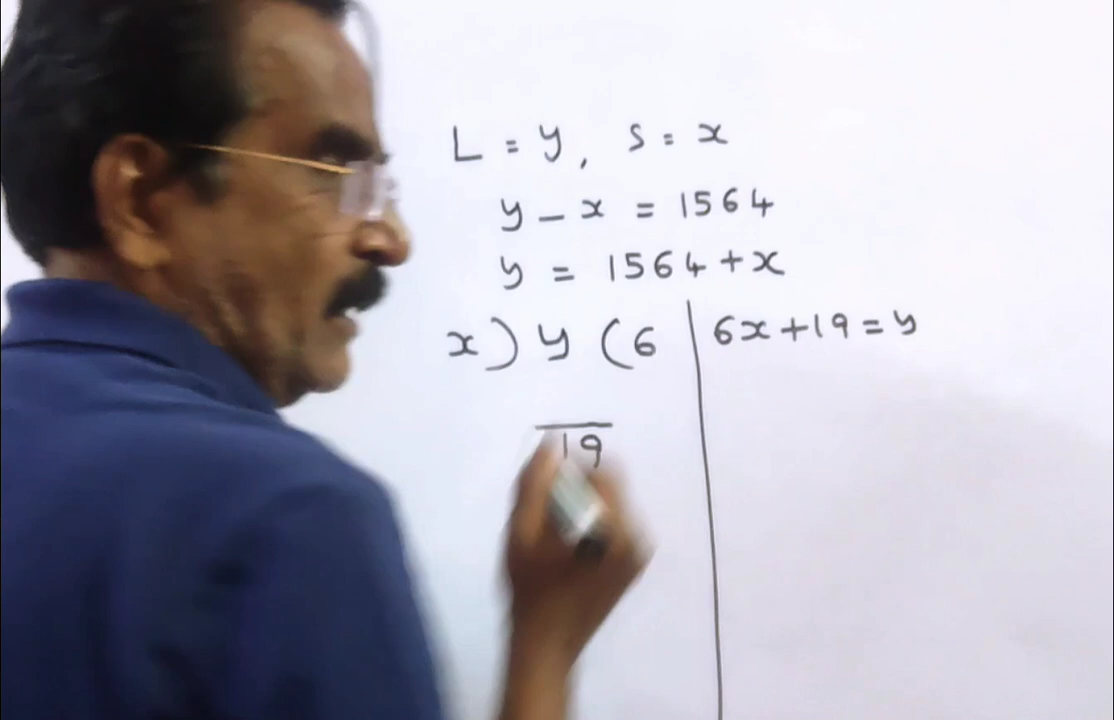 L = y, S = x
y - x = 1564
y = 1564 + x
x ) y ( 6
19
6x + 19 = y